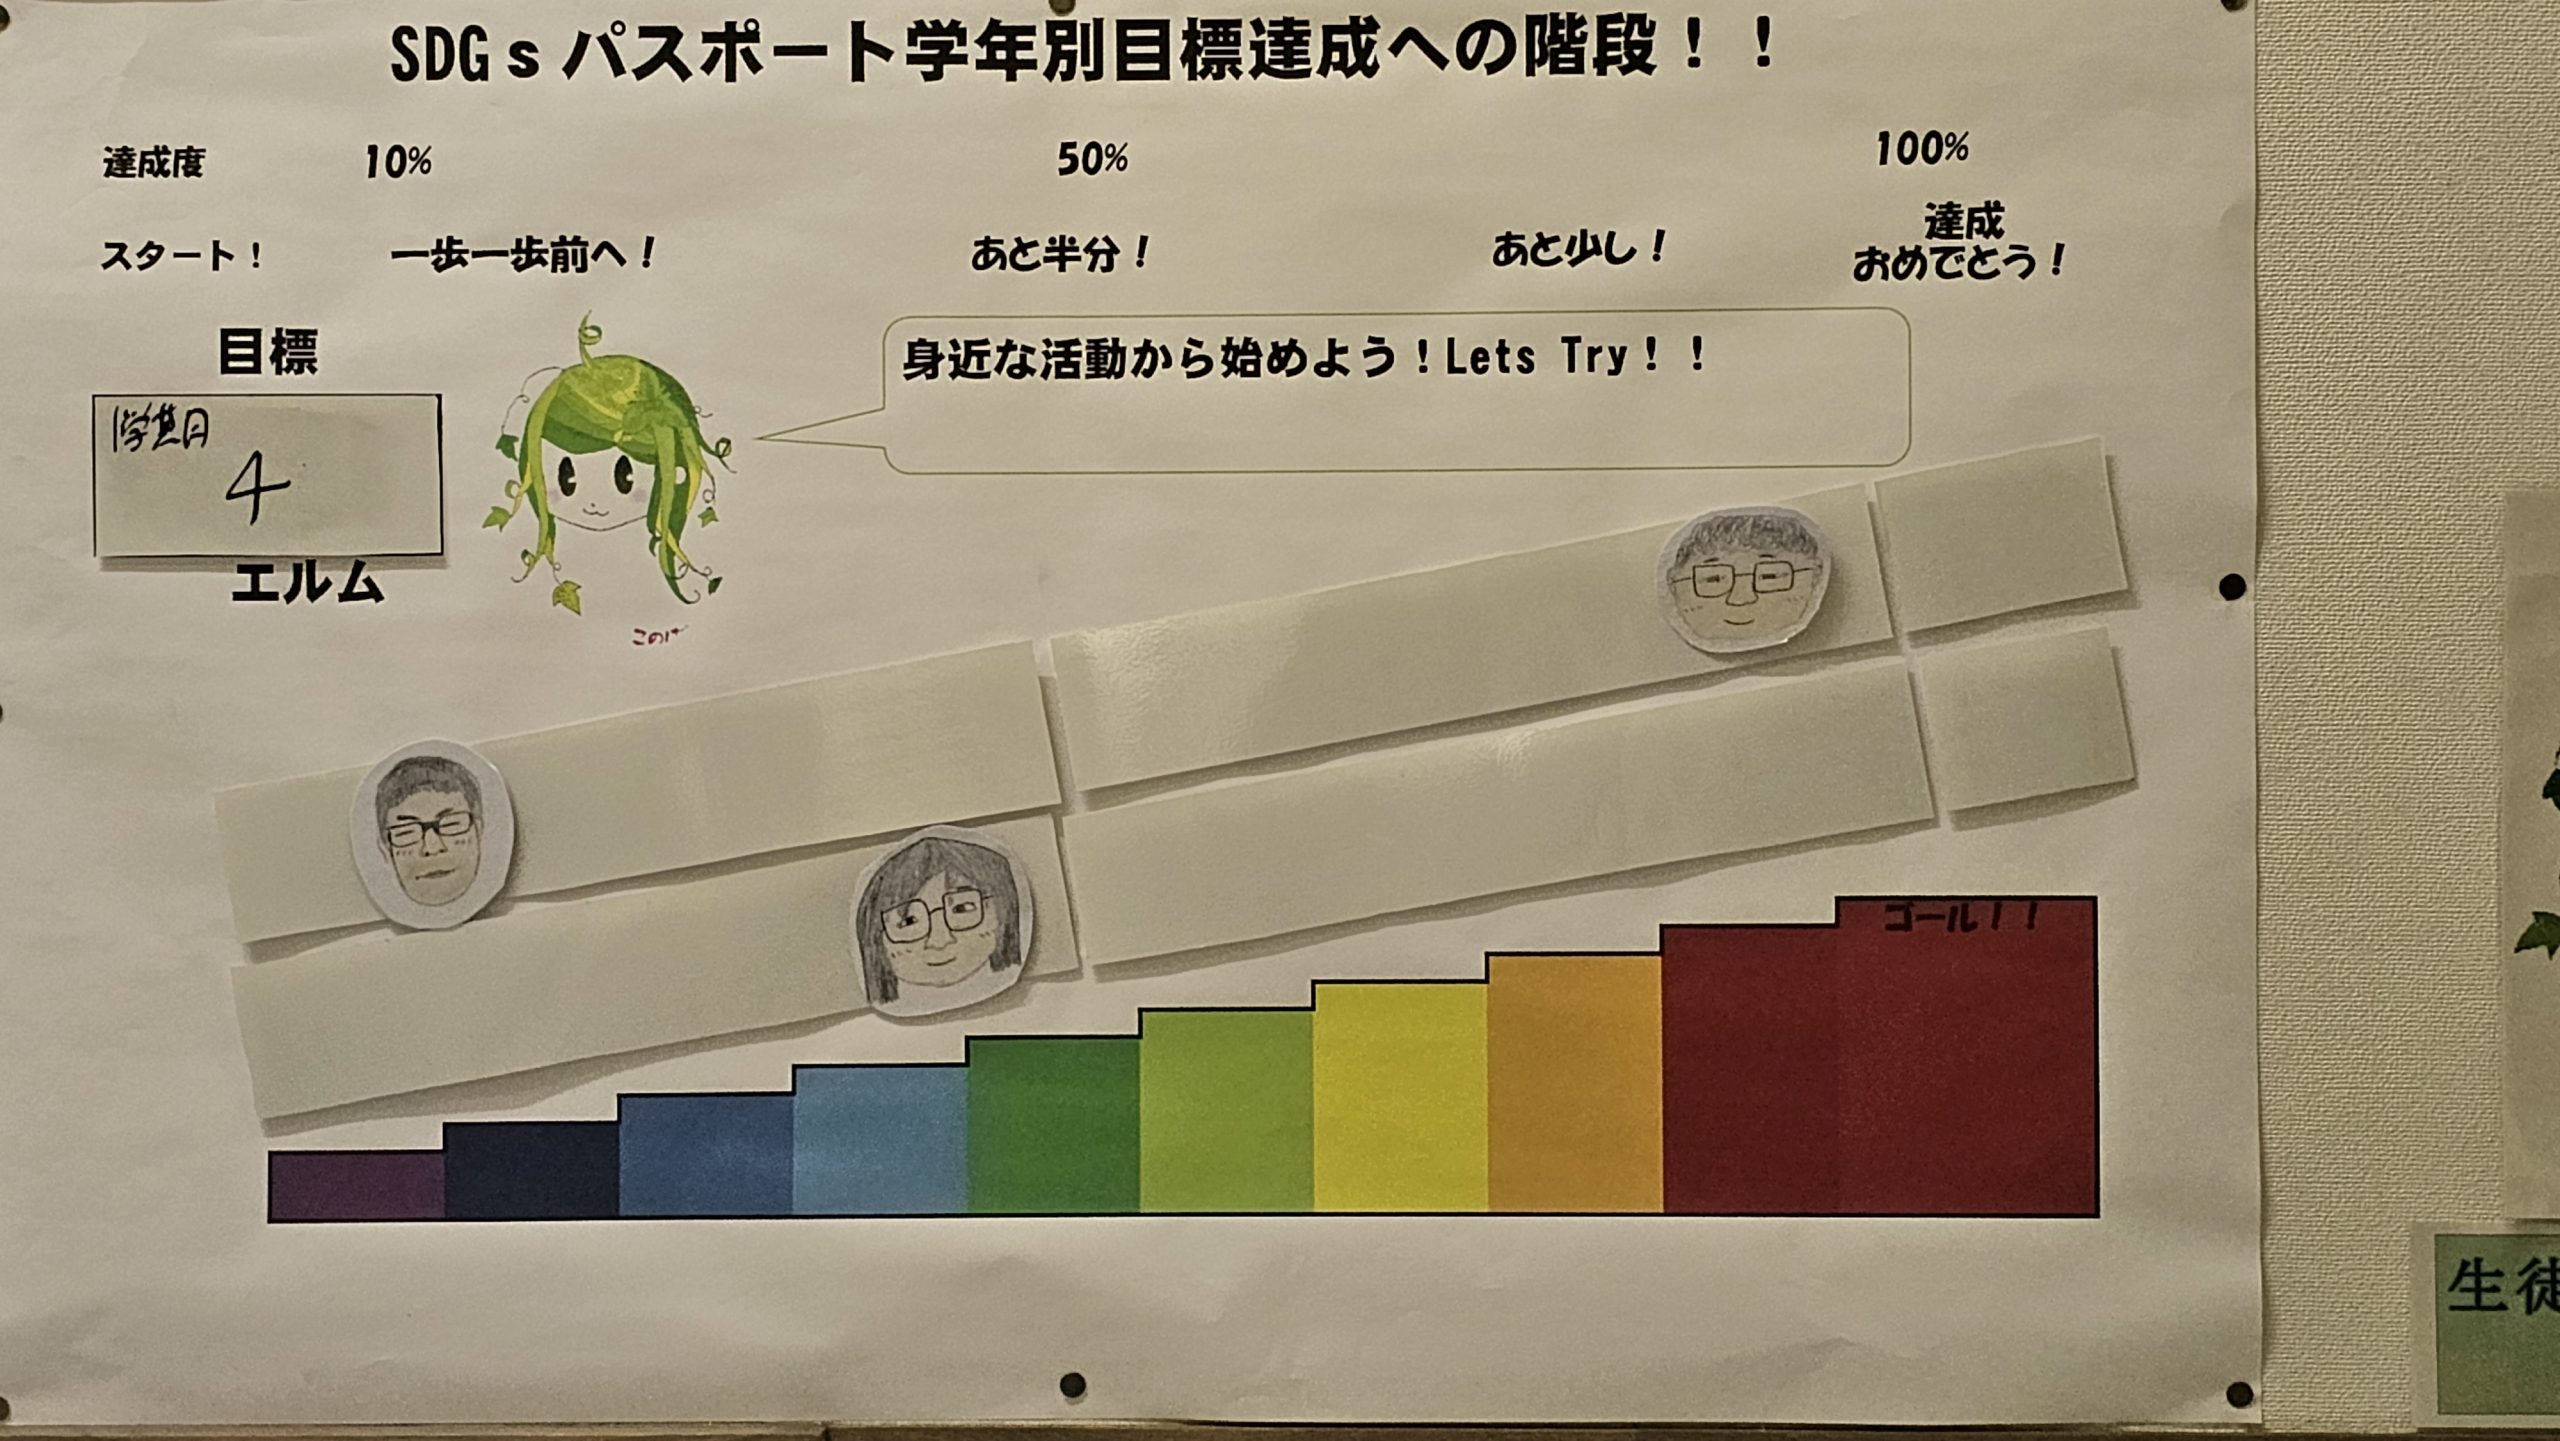 SDGsパスポート学年別目標達成への階段！！
達成度 10% 50% 100%
スタート！ 一歩一歩前へ！ あと半分！ あと少し！ 達成
おめでとう！
目標
身近な活動から始めよう！Lets Try！！
4
エルム
ゴール！！
生徒